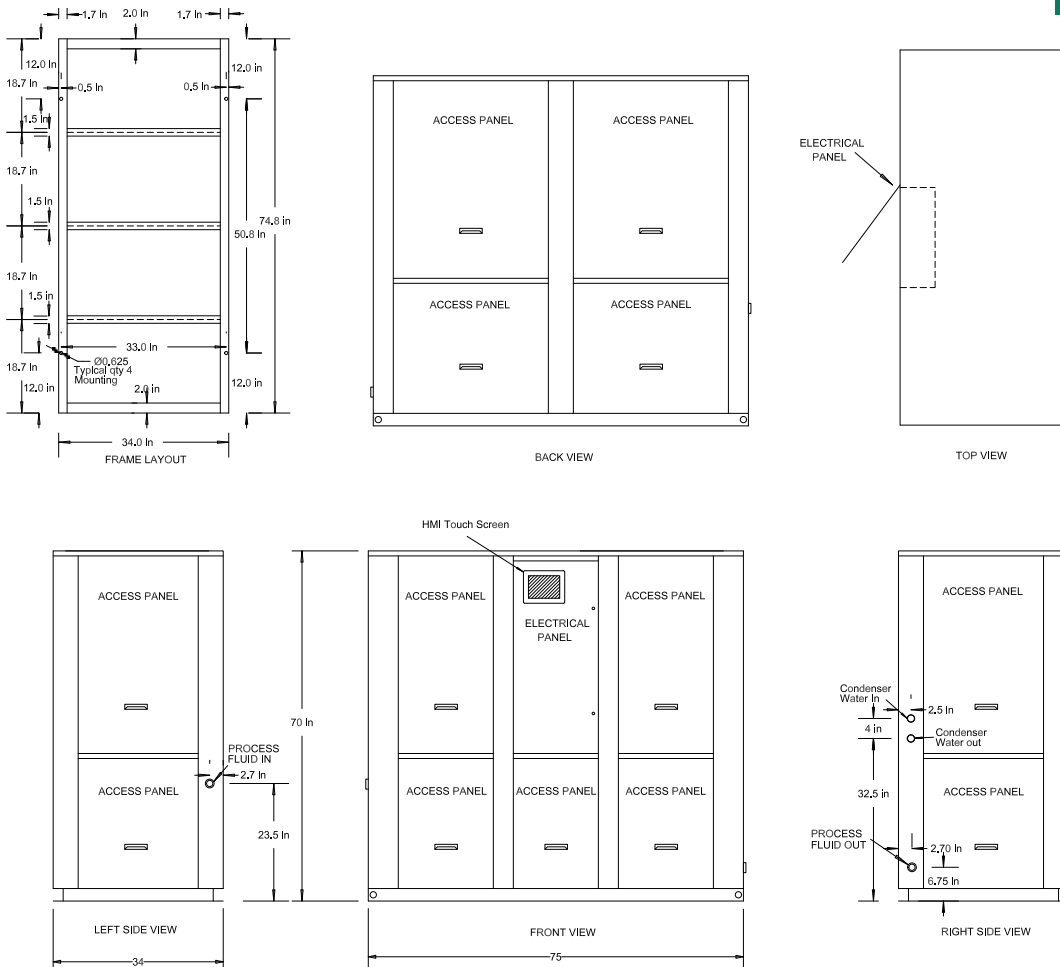 1.7 in
2.0 in
1.7 in
12.0 in
12.0 in
18.7 in
0.5 in
0.5 in
1.5 in
18.7 in
1.5 in
74.8 in
50.8 in
18.7 in
1.5 in
33.0 in
Ø0.625
18.7 in
Typical qty 4
Mounting
12.0 in
2.0 in
12.0 in
34.0 in
FRAME LAYOUT
ACCESS PANEL
ACCESS PANEL
ACCESS PANEL
ACCESS PANEL
BACK VIEW
ELECTRICAL
PANEL
TOP VIEW
ACCESS PANEL
PROCESS
FLUID IN
2.7 in
ACCESS PANEL
23.5 in
LEFT SIDE VIEW
34
HMI Touch Screen
70 in
ACCESS PANEL
ELECTRICAL
PANEL
ACCESS PANEL
ACCESS PANEL
ACCESS PANEL
ACCESS PANEL
FRONT VIEW
75
ACCESS PANEL
Condenser
Water In
2.5 in
4 in
Condenser
Water out
32.5 in
ACCESS PANEL
PROCESS
FLUID OUT
2.70 in
6.75 in
RIGHT SIDE VIEW